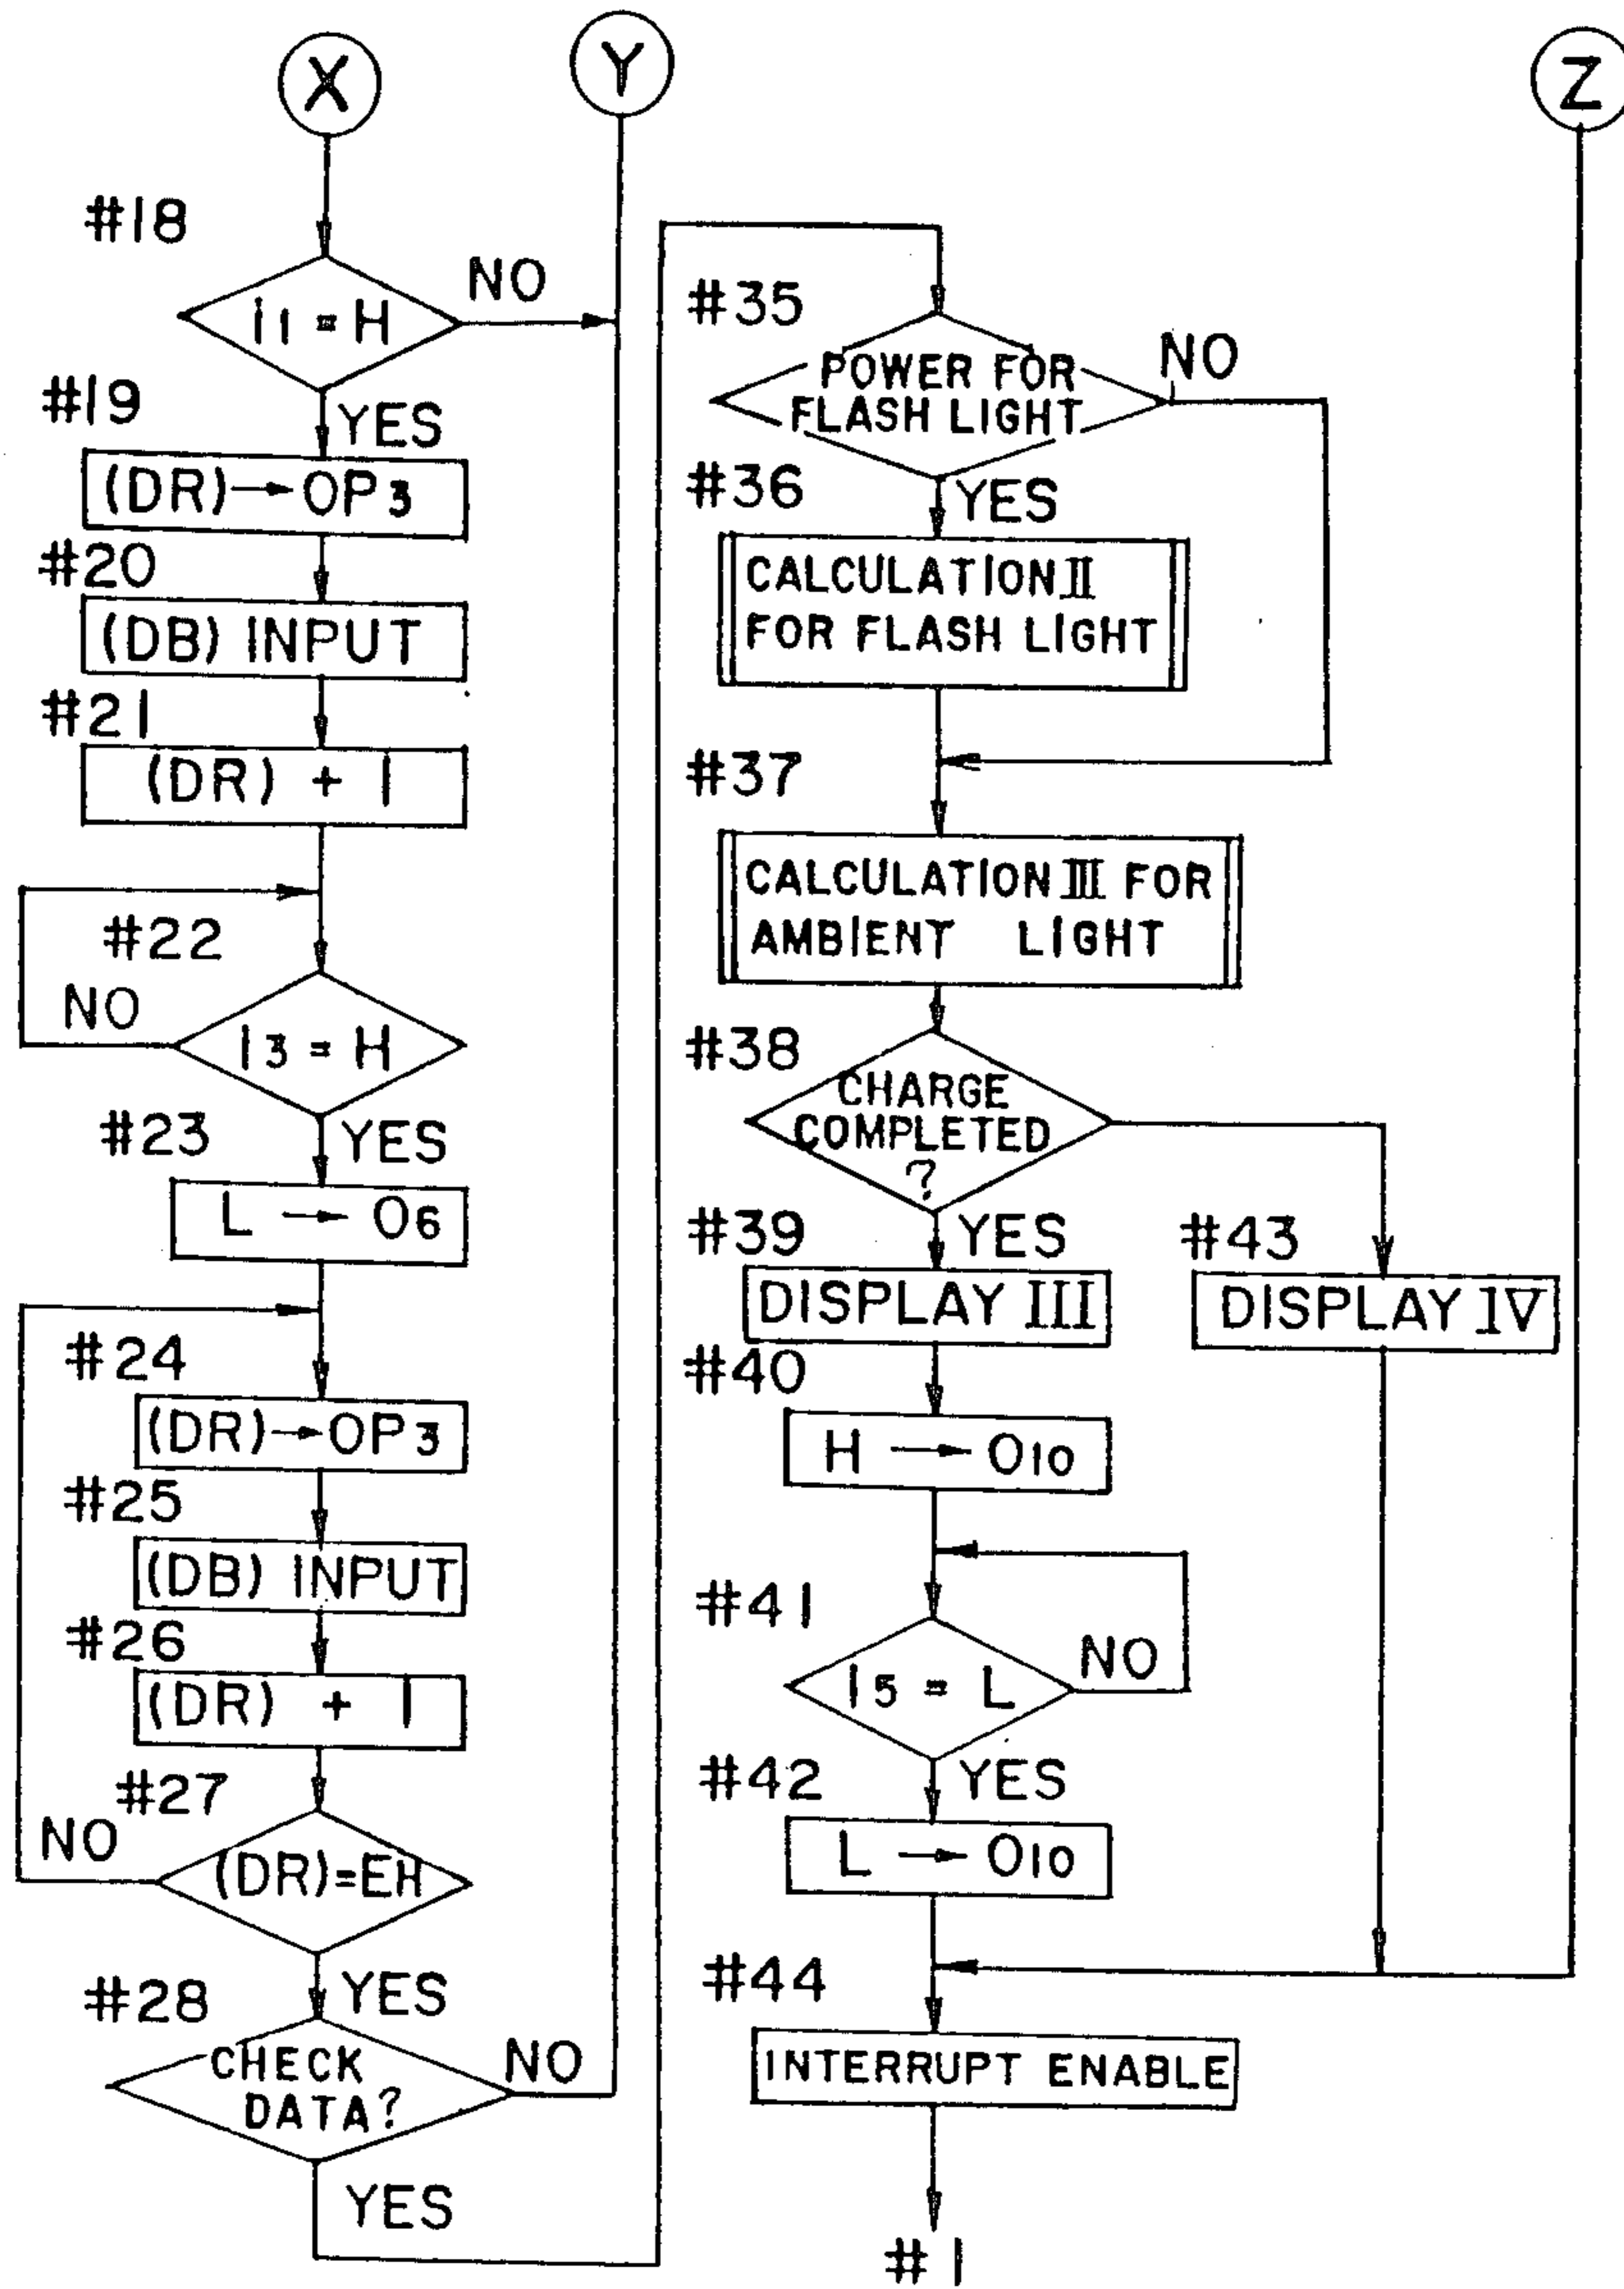 X
Y
Z
#18
i1 = H
NO
#19
YES
(DR)→OP3
#20
(DB) INPUT
#21
(DR) + 1
#22
NO
I3 = H
#23
YES
L → O6
#24
(DR)→OP3
#25
(DB) INPUT
#26
(DR) + 1
#27
NO
(DR)=EH
#28
YES
CHECK
DATA?
NO
YES
#35
POWER FOR
FLASH LIGHT
NO
#36
YES
CALCULATION II
FOR FLASH LIGHT
#37
CALCULATION III FOR
AMBIENT LIGHT
#38
CHARGE
COMPLETED
?
#39
YES
DISPLAY III
#43
DISPLAY IV
#40
H → O10
#41
I5 = L
NO
#42
YES
L → O10
#44
INTERRUPT ENABLE
#1